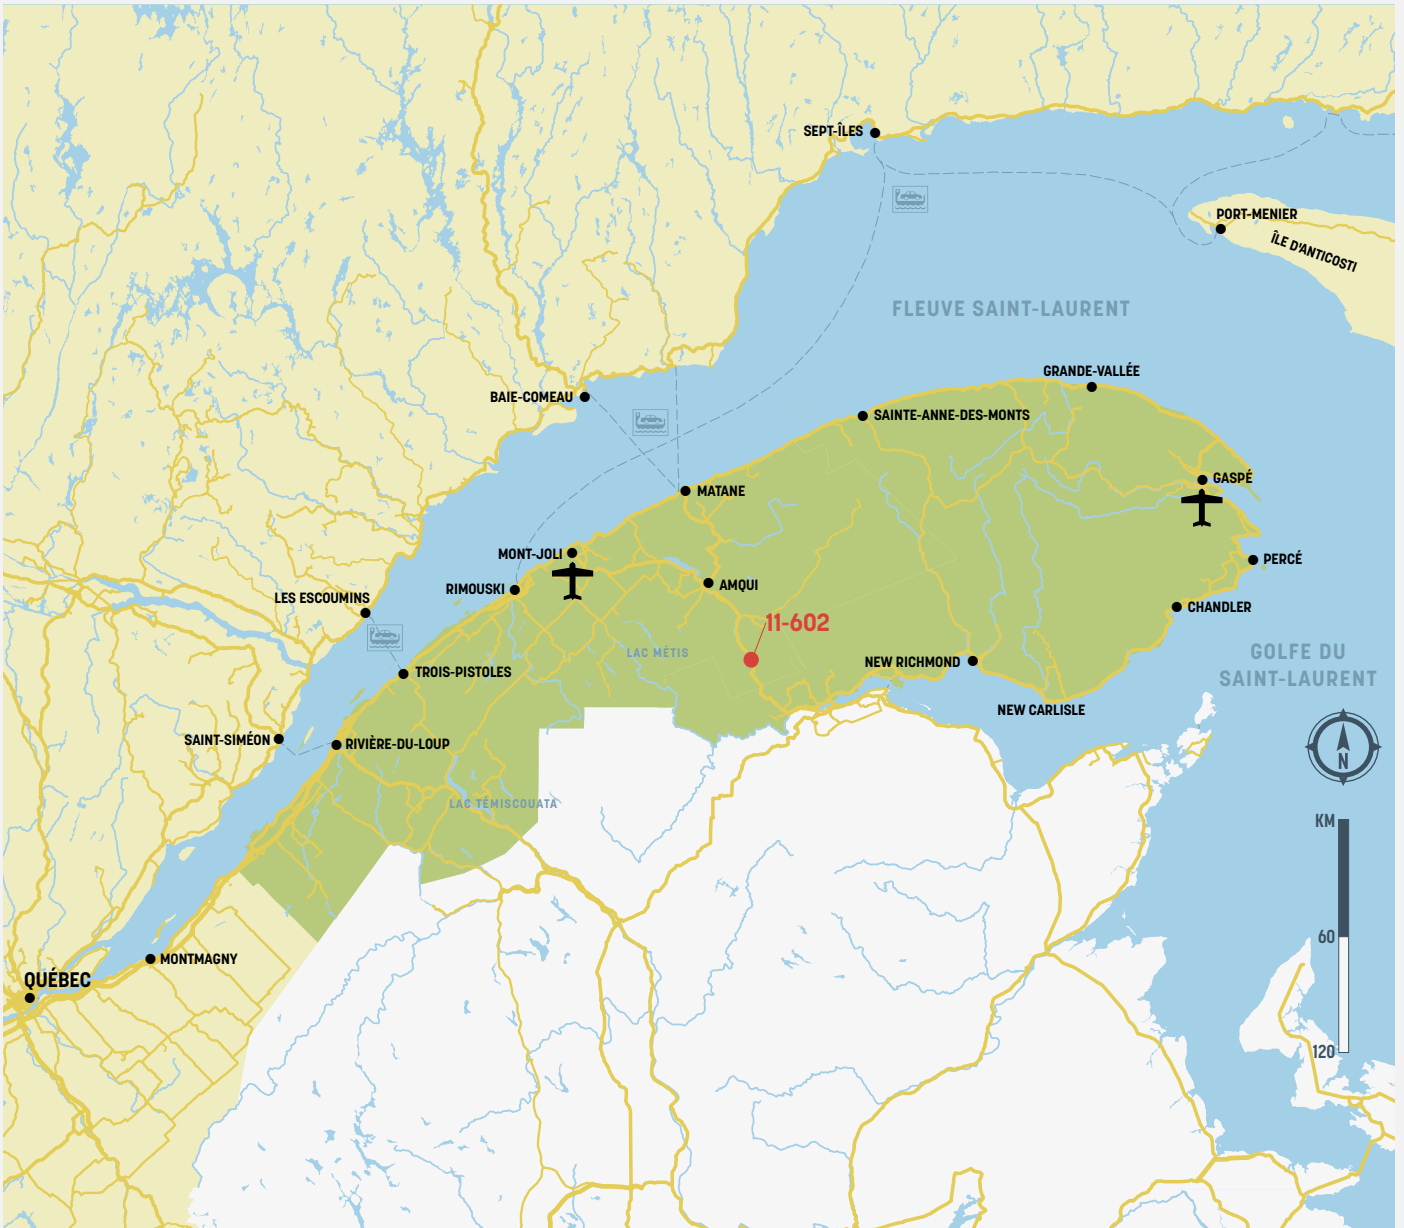 SEPT-ÎLES
PORT-MENIER
ÎLE D'ANTICOSTI
FLEUVE SAINT-LAURENT
GRANDE-VALLÉE
BAIE-COMEAU
SAINTE-ANNE-DES-MONTS
GASPÉ
MATANE
MONT-JOLI
PERCÉ
RIMOUSKI
AMQUI
LES ESCOUMINS
CHANDLER
11-602
LAC MÉTIS
GOLFE DU
SAINT-LAURENT
NEW RICHMOND
TROIS-PISTOLES
NEW CARLISLE
SAINT-SIMÉON
RIVIÈRE-DU-LOUP
N
LAC TÉMISCOUATA
KM
60
MONTMAGNY
QUÉBEC
120